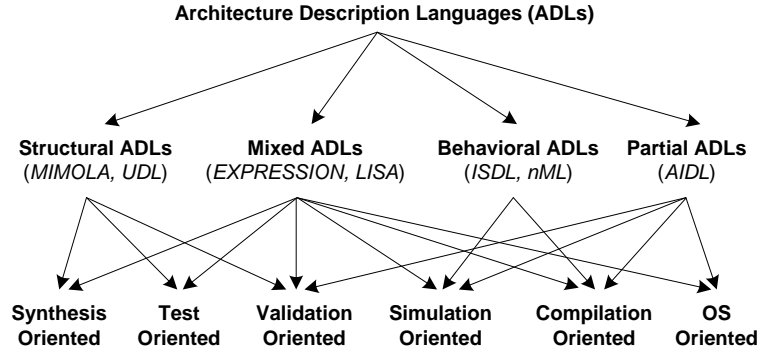 Architecture Description Languages (ADLs)
Structural ADLs Mixed ADLs Behavioral ADLs Partial ADLs
(MIMOLA, UDL) (EXPRESSION, LISA) (ISDL, nML) (AIDL)
Synthesis Test Validation Simulation Compilation OS
Oriented Oriented Oriented Oriented Oriented Oriented